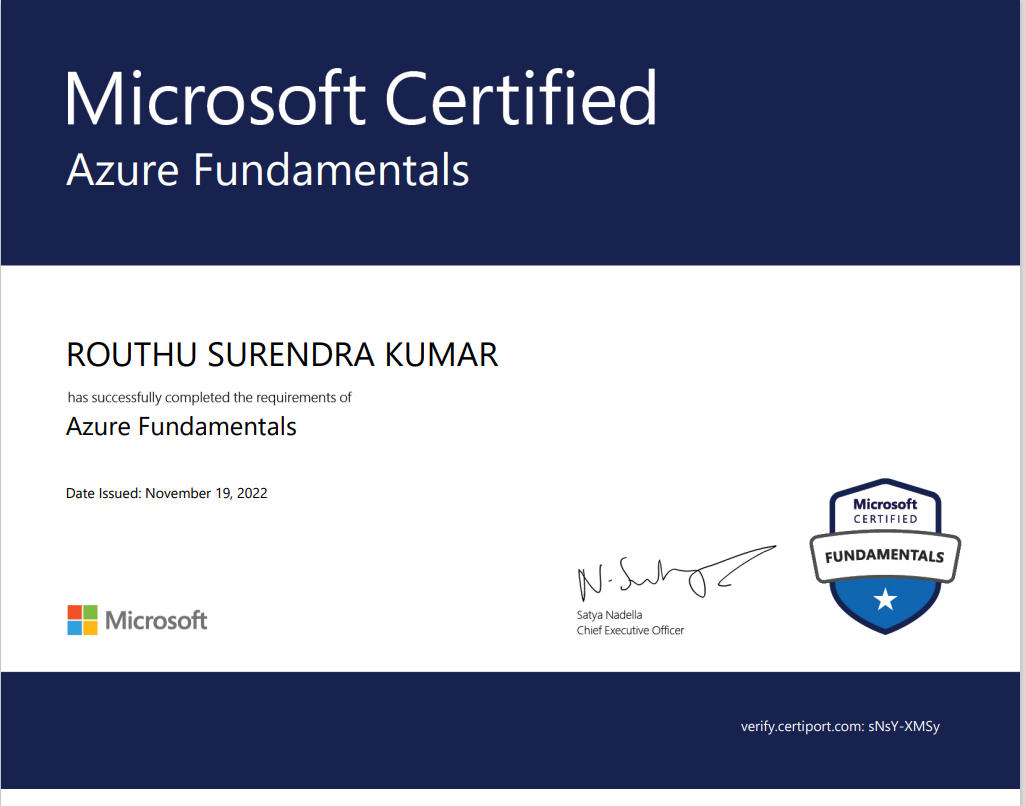 Microsoft Certified
Azure Fundamentals
ROUTHU SURENDRA KUMAR
has successfully completed the requirements of
Azure Fundamentals
Date Issued: November 19, 2022
Microsoft
CERTIFIED
FUNDAMENTALS
N. Satya
Satya Nadella
Chief Executive Officer
Microsoft
verify.certiport.com: sNsY-XMSy